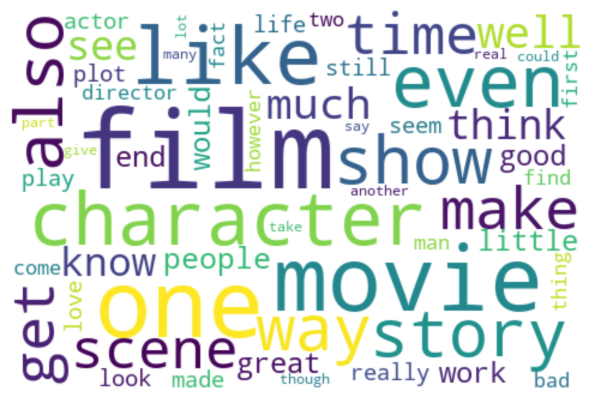 actor
lot
life
two
time
well
also
see
like
fact
many
real
could
plot
still
even
first
director
would
however
much
film
end
show
say
seem
think
part
give
good
play
another
find
character
take
make
man
little
come
know
people
movie
thing
get
love
one
way
story
scene
great
look
made
though
really
work
bad